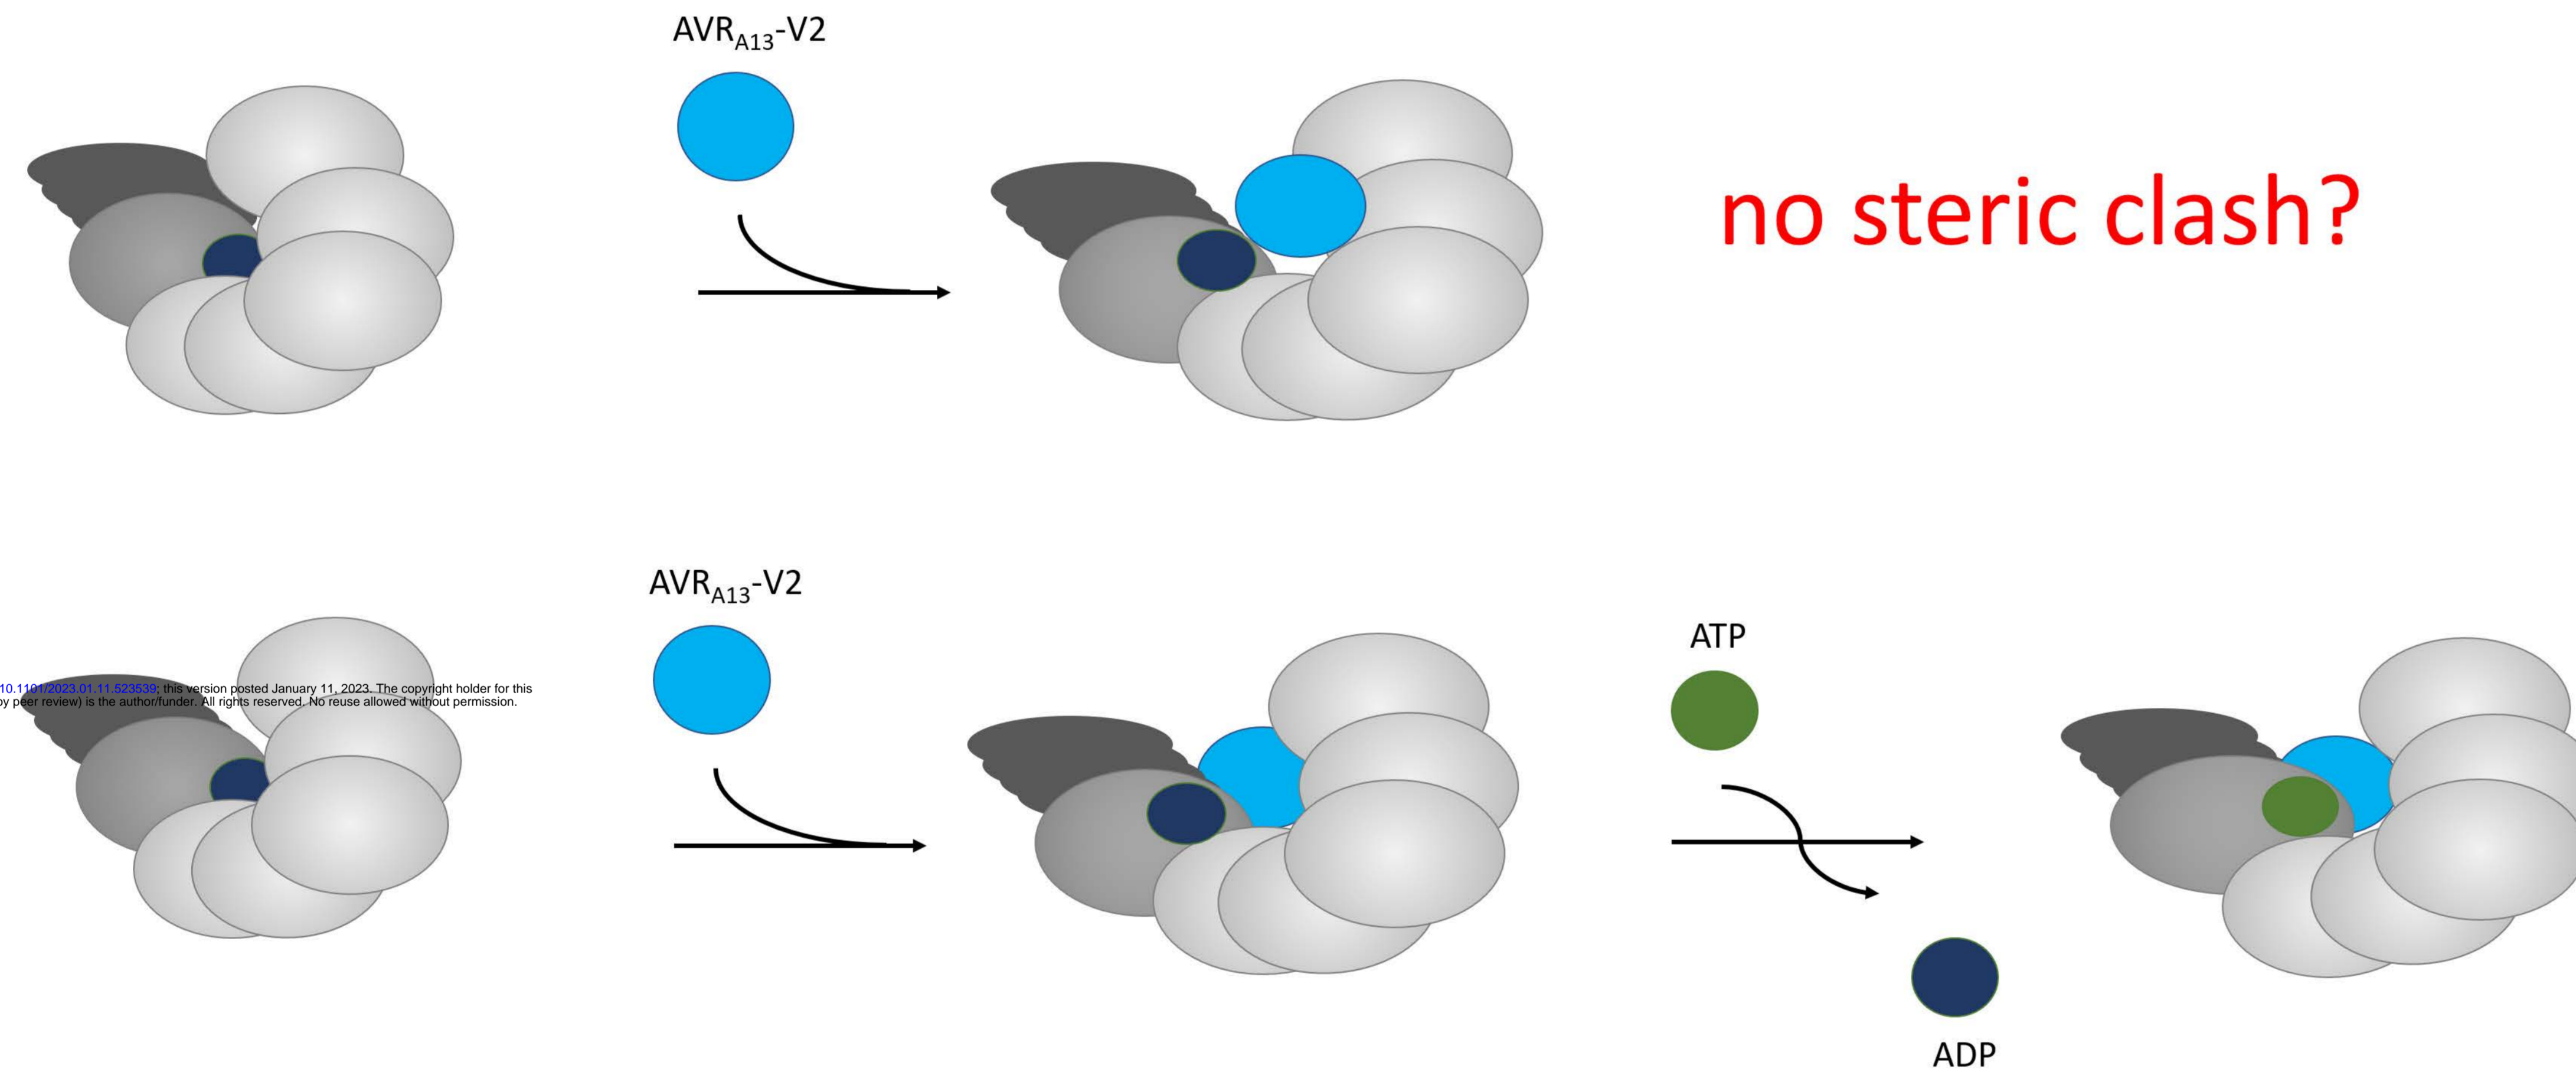 AVRA13-V2
no steric clash?
AVRA13-V2
ATP
10.1101/2023.01.11.523539; this version posted January 11, 2023. The copyright holder for this
by peer review) is the author/funder. All rights reserved. No reuse allowed without permission.
ADP